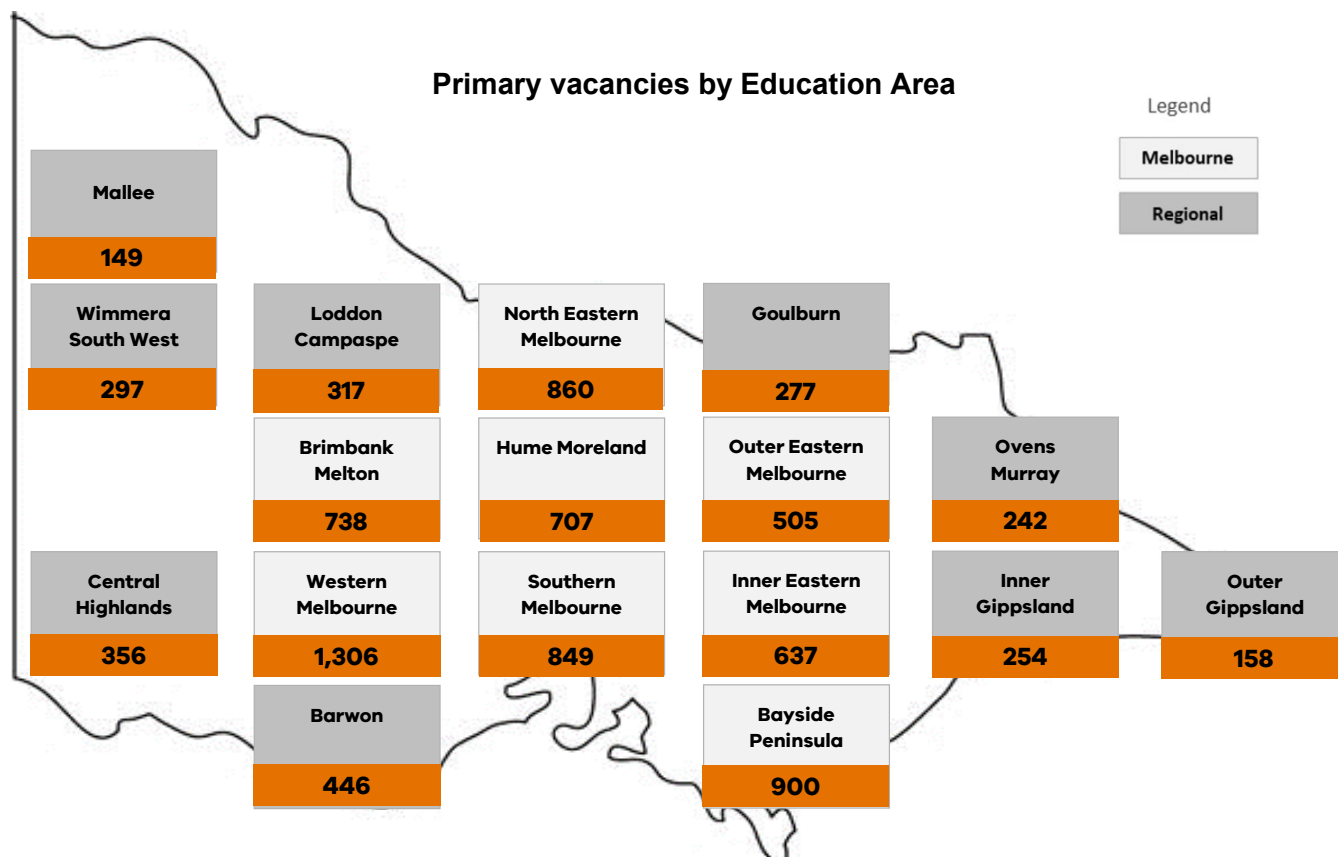 Primary vacancies by Education Area
Legend
Melbourne
Regional
Mallee
149
Wimmera
South West
297
Loddon
Campaspe
317
North Eastern
Melbourne
860
Goulburn
277
Brimbank
Melton
738
Hume Moreland
707
Outer Eastern
Melbourne
505
Ovens
Murray
242
Central
Highlands
356
Western
Melbourne
1,306
Southern
Melbourne
849
Inner Eastern
Melbourne
637
Inner
Gippsland
254
Outer
Gippsland
158
Barwon
446
Bayside
Peninsula
900